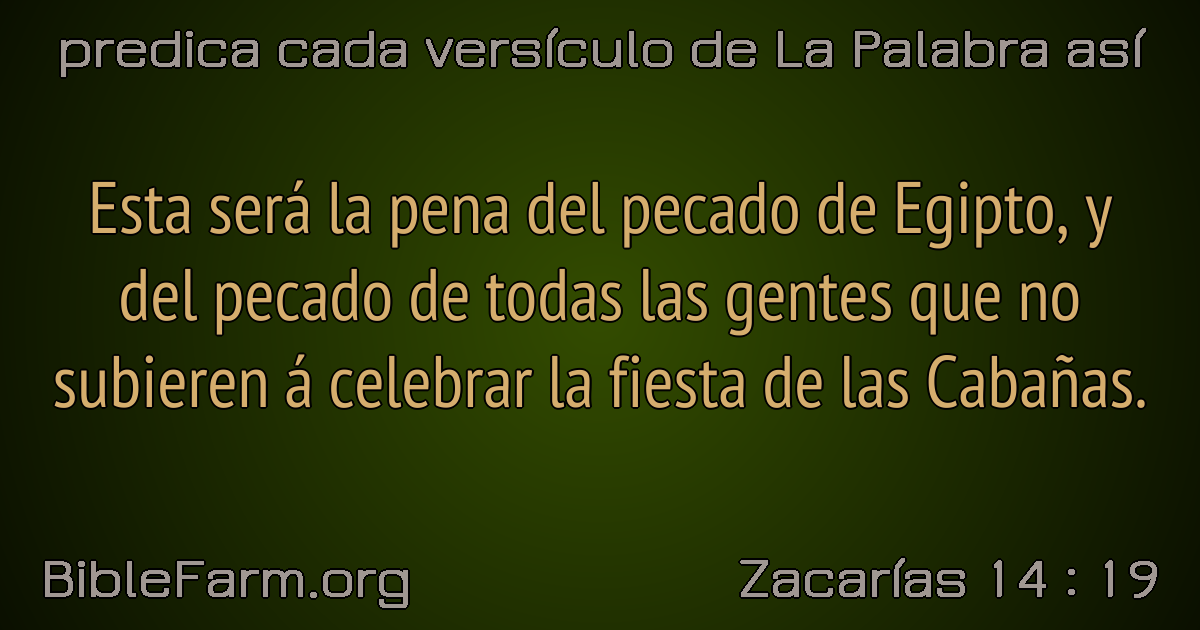 predica cada versículo de La Palabra así
Esta será la pena del pecado de Egipto, y
del pecado de todas las gentes que no
subieren á celebrar la fiesta de las Cabañas.
BibleFarm.org
Zacarías 14 : 19